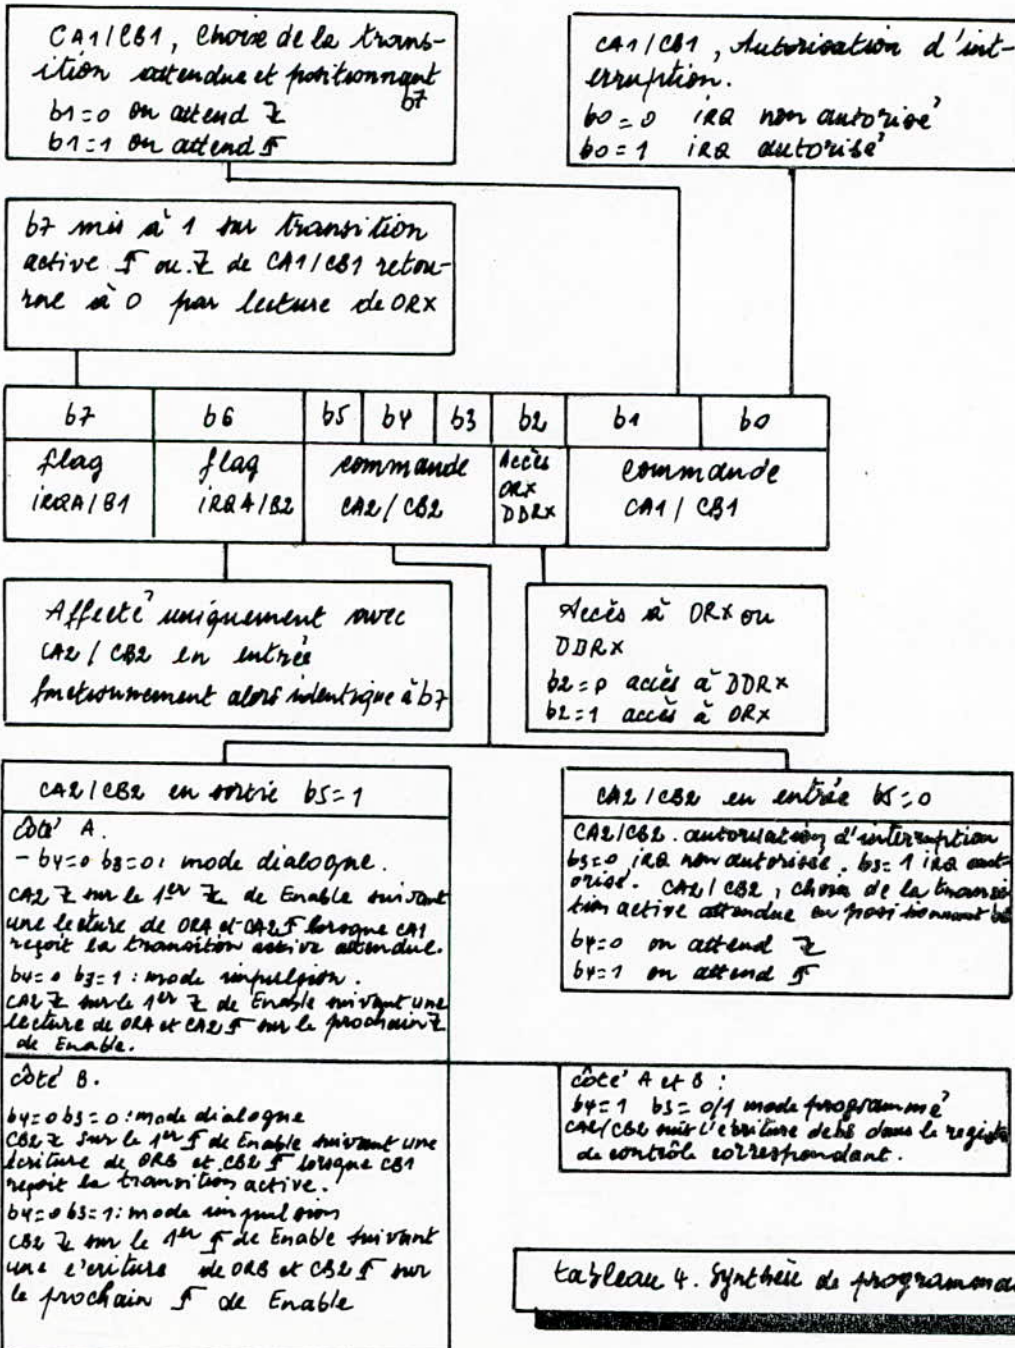 CA1/CB1, Choix de la trans-
ition attendue et positionnant
b7
b1=0 on attend ↓
b1=1 on attend ↑
CA1/CB1, Autorisation d'int-
erruption.
b0=0 IRQ non autorisé
b0=1 IRQ autorisé
b7 mis à 1 sur transition
active ↑ ou ↓ de CA1/CB1 retou-
rne à 0 par lecture de ORX
b7 b6 b5 b4 b3 b2 b1 b0
flag flag commande Accès commande
IRQA/B1 IRQA/B2 CA2/CB2 ORX CA1/CB1
DDRX
Affecté uniquement avec
CA2/CB2 en entrée
fonctionnement alors identique à b7
Accès à ORX ou
DDRX
b2=0 accès à DDRX
b2=1 accès à ORX
CA2/CB2 en sortie b5=1
côté A.
- b4=0 b3=0: mode dialogue.
CA2 ↓ sur le 1er ↓ de Enable suivant
une lecture de ORA et CA2 ↑ lorsque CA1
reçoit la transition active attendue.
b4=0 b3=1: mode impulsion.
CA2 ↓ sur le 1er ↓ de Enable suivant une
lecture de ORA et CA2 ↑ sur le prochain ↓
de Enable.
côté B.
b4=0 b3=0: mode dialogue
CB2 ↓ sur le 1er ↑ de Enable suivant une
écriture de ORB et CB2 ↑ lorsque CB1
reçoit la transition active.
b4=0 b3=1: mode impulsion
CB2 ↓ sur le 1er ↑ de Enable suivant
une écriture de ORB et CB2 ↑ sur
le prochain ↑ de Enable
CA2/CB2 en entrée b5=0
CA2/CB2. autorisation d'interruption
b3=0 IRQ non autorisée. b3=1 IRQ aut-
orisé. CA2/CB2, choix de la transi-
tion active attendue en positionnant
b4=0 on attend ↓
b4=1 on attend ↑
côté A et B:
b4=1 b3=0/1 mode programmé
CA2/CB2 suit l'écriture de b3 dans le
de contrôle correspondant.
tableau 4. Synthèse de